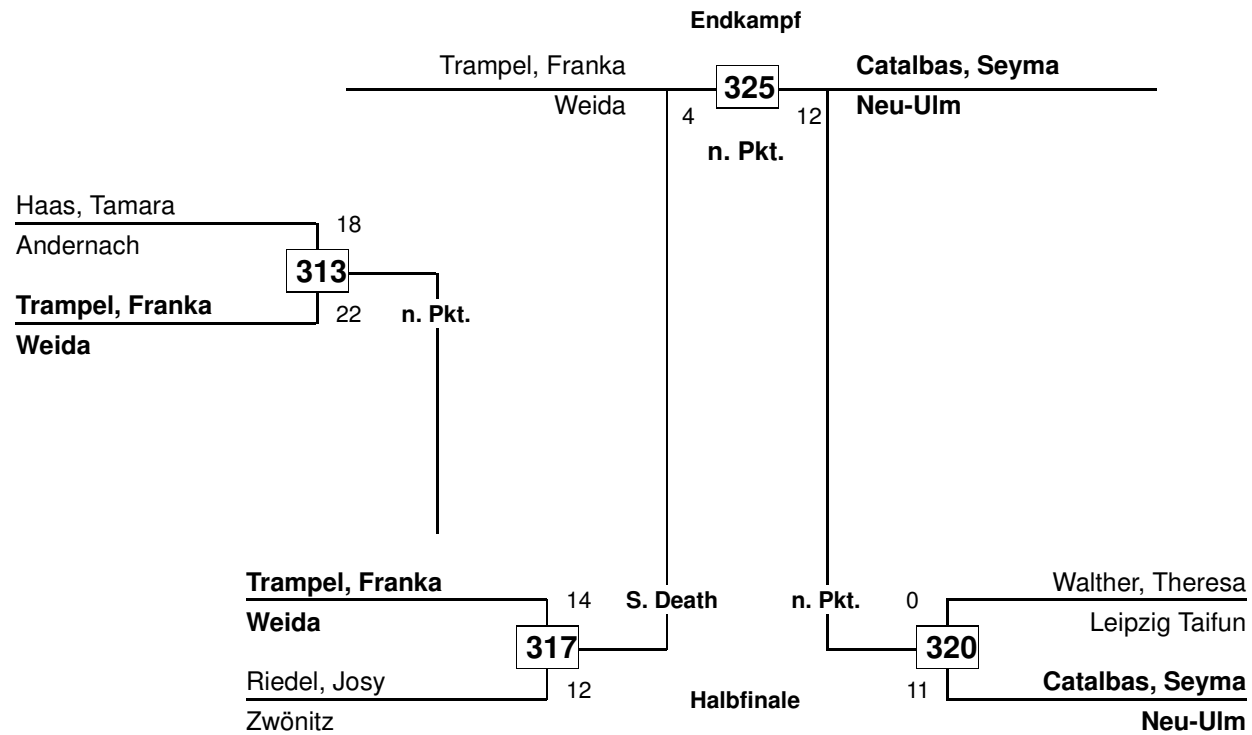 Endkampf
Trampel, Franka
Weida
325
Catalbas, Seyma
Neu-Ulm
4
12
n. Pkt.
Haas, Tamara
Andernach
18
313
Trampel, Franka
Weida
22
n. Pkt.
Trampel, Franka
Weida
14
S. Death
317
Riedel, Josy
Zwönitz
12
Halbfinale
n. Pkt.
0
Walther, Theresa
Leipzig Taifun
320
11
Catalbas, Seyma
Neu-Ulm